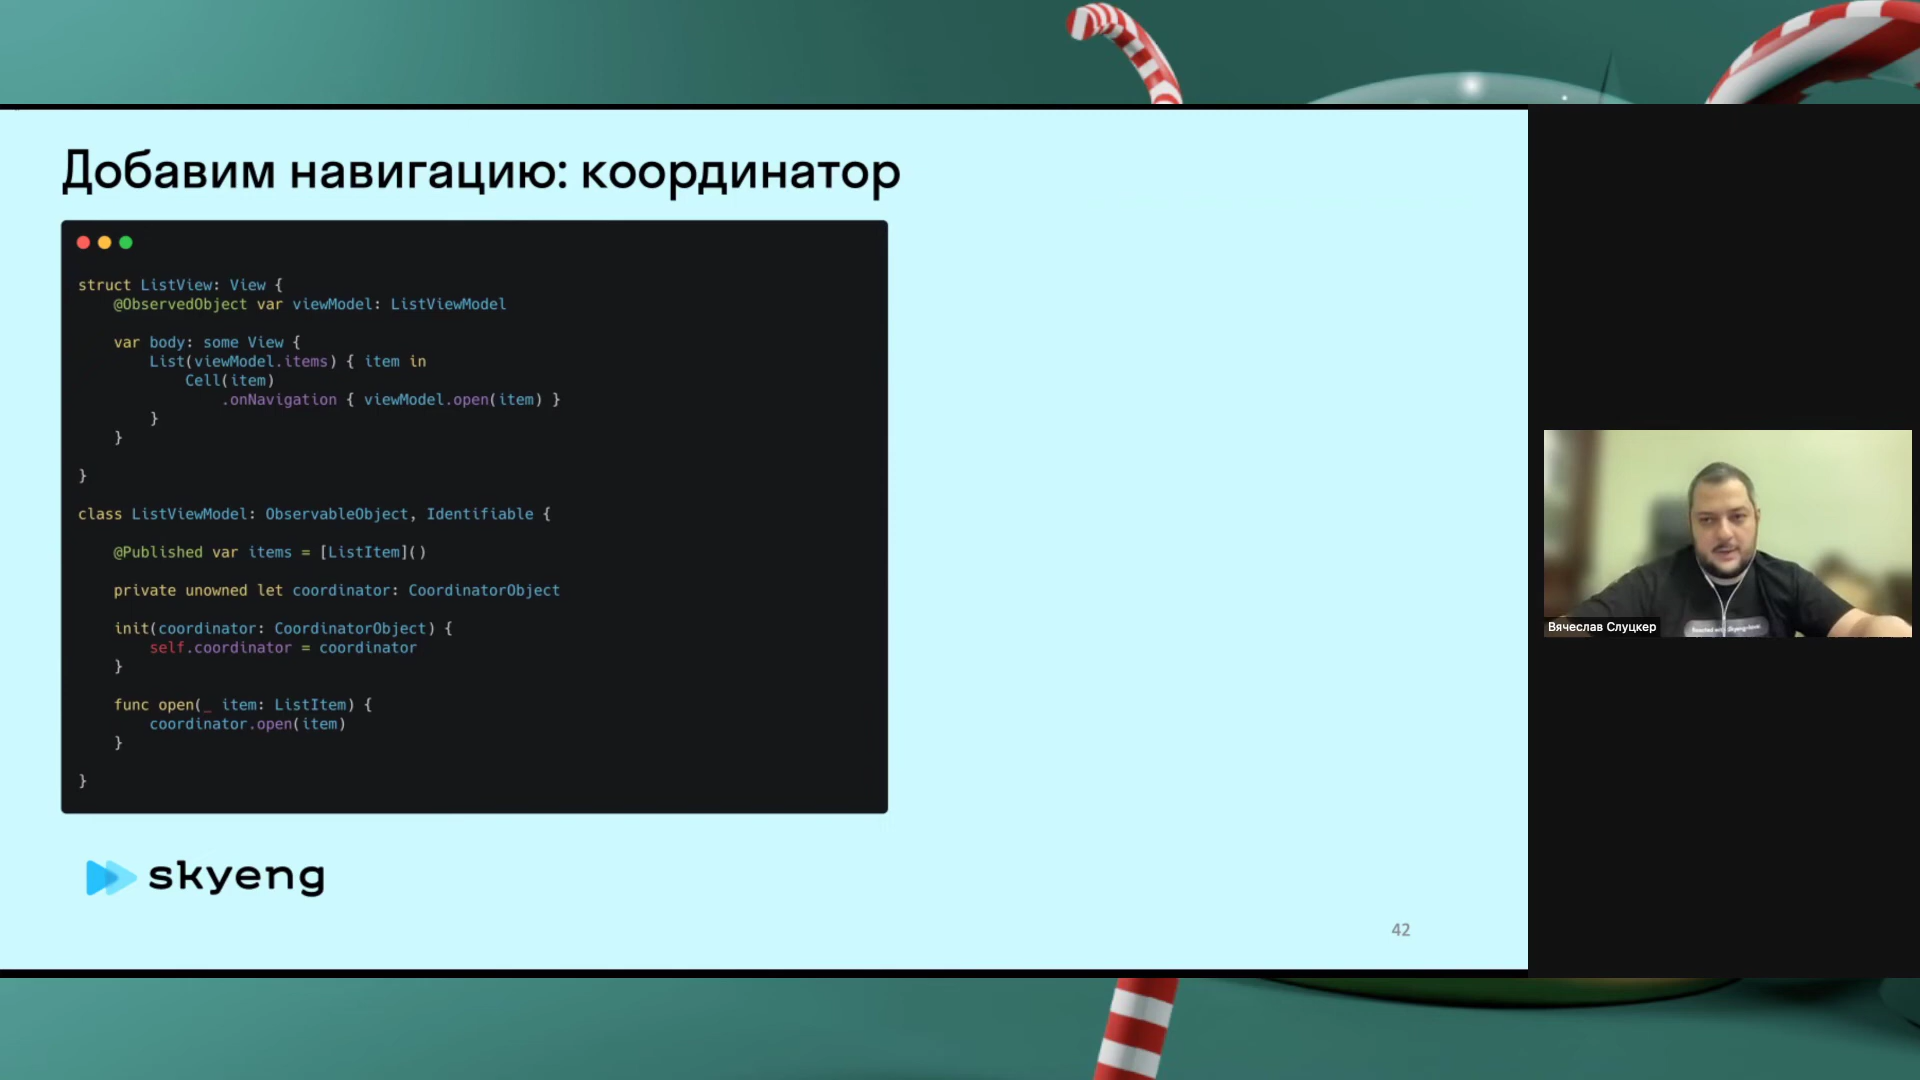 Добавим навигацию: координатор
struct ListView: View {
@ObservedObject var viewModel: ListViewModel
var body: some View {
List(viewModel.items) { item in
Cell(item)
.onNavigation { viewModel.open(item) }
}
}
}
class ListViewModel: ObservableObject, Identifiable {
@Published var items = [ListItem]()
private unowned let coordinator: CoordinatorObject
init(coordinator: CoordinatorObject) {
self.coordinator = coordinator
}
func open(_ item: ListItem) {
coordinator.open(item)
}
}
skyeng
42
Вячеслав Слуцкер